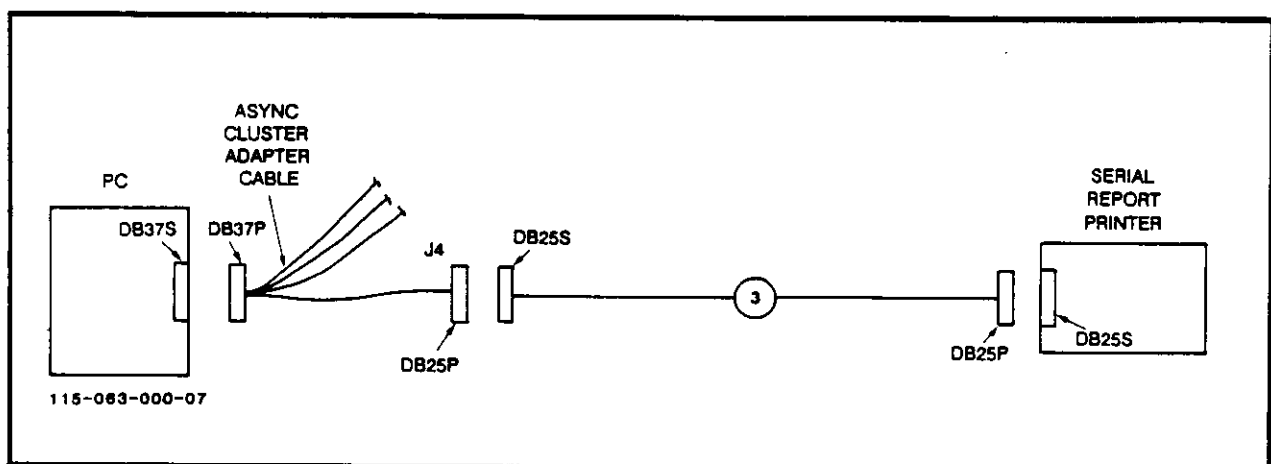 ASYNC
CLUSTER
ADAPTER
CABLE
PC
DB37S
DB37P
J4
DB25S
DB25P
3
SERIAL
REPORT
PRINTER
DB25P
DB25S
115-063-000-07